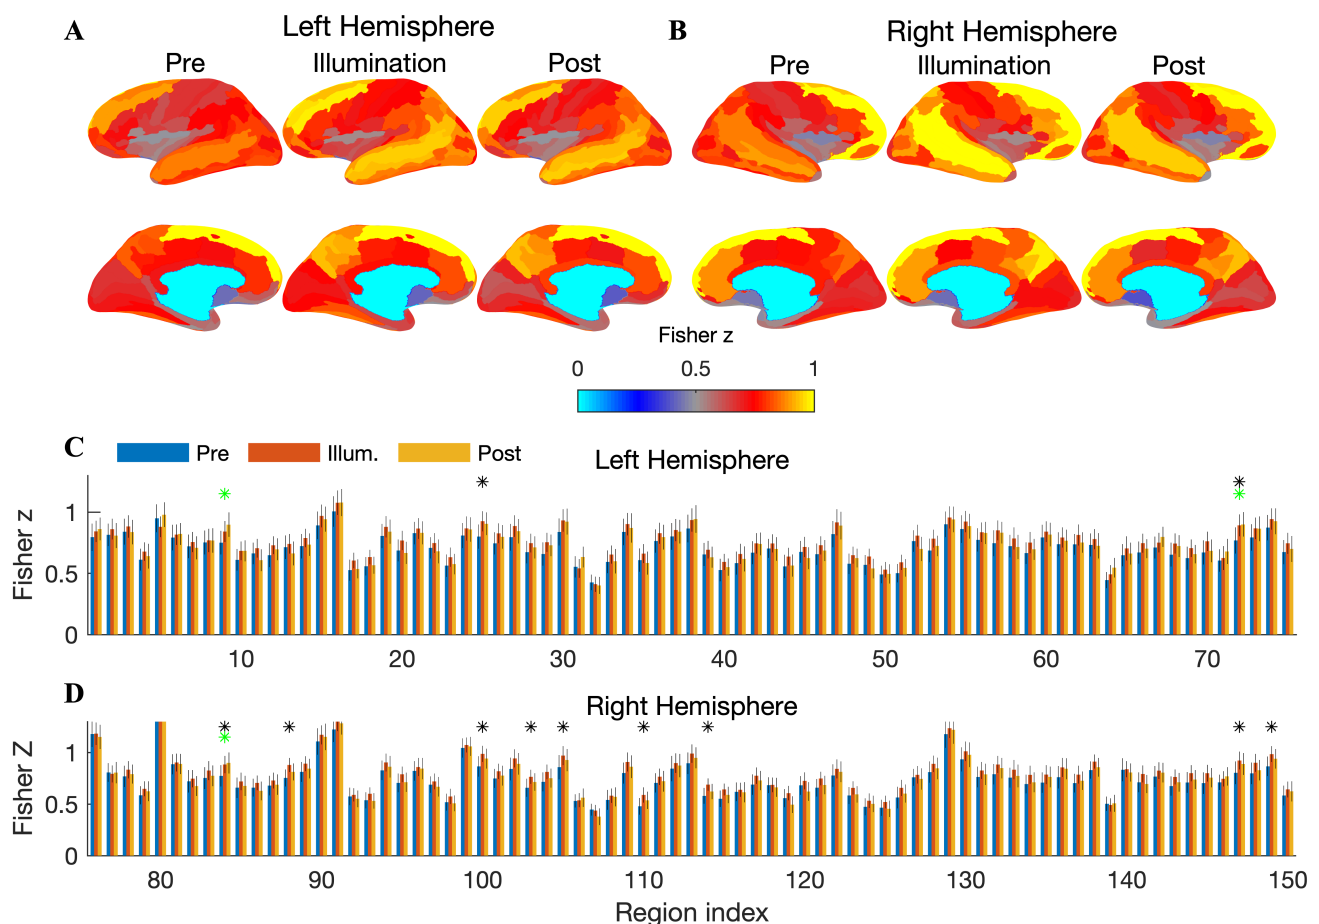 A Left Hemisphere B Right Hemisphere
Pre Illumination Post Pre Illumination Post
Fisher z
0 0.5 1
C Pre Illum. Post Left Hemisphere
Fisher z
1
0.5
0
10 20 30 40 50 60 70
D Right Hemisphere
Fisher Z
1
0.5
0
80 90 100 110 120 130 140 150
Region index